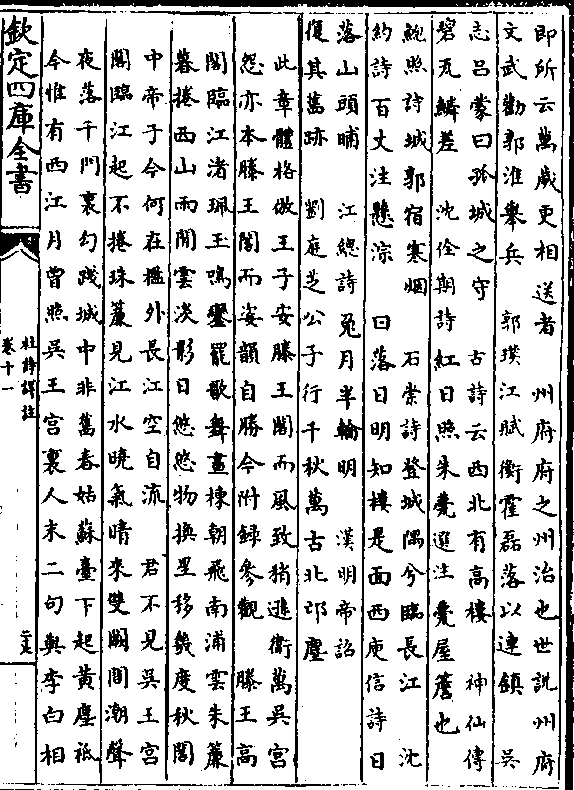 即所云萬歲更相送者　州府府之州治也世說州府
文武勸郭淮舉兵　郭璞江賦衡霍磊落以連鎮　吳
志呂蒙曰孤城之守　古詩云西北有高樓　神仙傳
碧瓦鱗差　沈佺期詩紅日照朱甍選注甍屋簷也
鮑照詩城郭宿寒烟　石崇詩登城隅兮臨長江　沈
約詩百丈注懸淙　曰落日明知樓是面西庾信詩日
落山頭晡　江總詩兔月半輪明　漢明帝詔
復其舊跡　劉庭芝公子行千秋萬古北邙塵
此章體格倣王子安滕王閣而風致稍遜衛萬吳宮
怨亦本滕王閣而姿韻自勝今附録參觀　滕王高
閣臨江渚珮玉鳴鑾罷歌舞畫棟朝飛南浦雲朱簾
暮捲西山雨閒雲淡影日悠悠物換星移幾度秋閣
中帝子今何在檻外長江空自流　君不見吳王宮
閣臨江起不捲珠簾見江水曉氣晴來雙闕間潮聲
夜落千門裏勾踐城中非舊春姑蘇臺下起黃塵祗
今惟有西江月曾照吳王宮裏人末二句與李白相
欽定四庫全書
杜詩詳註
卷十一